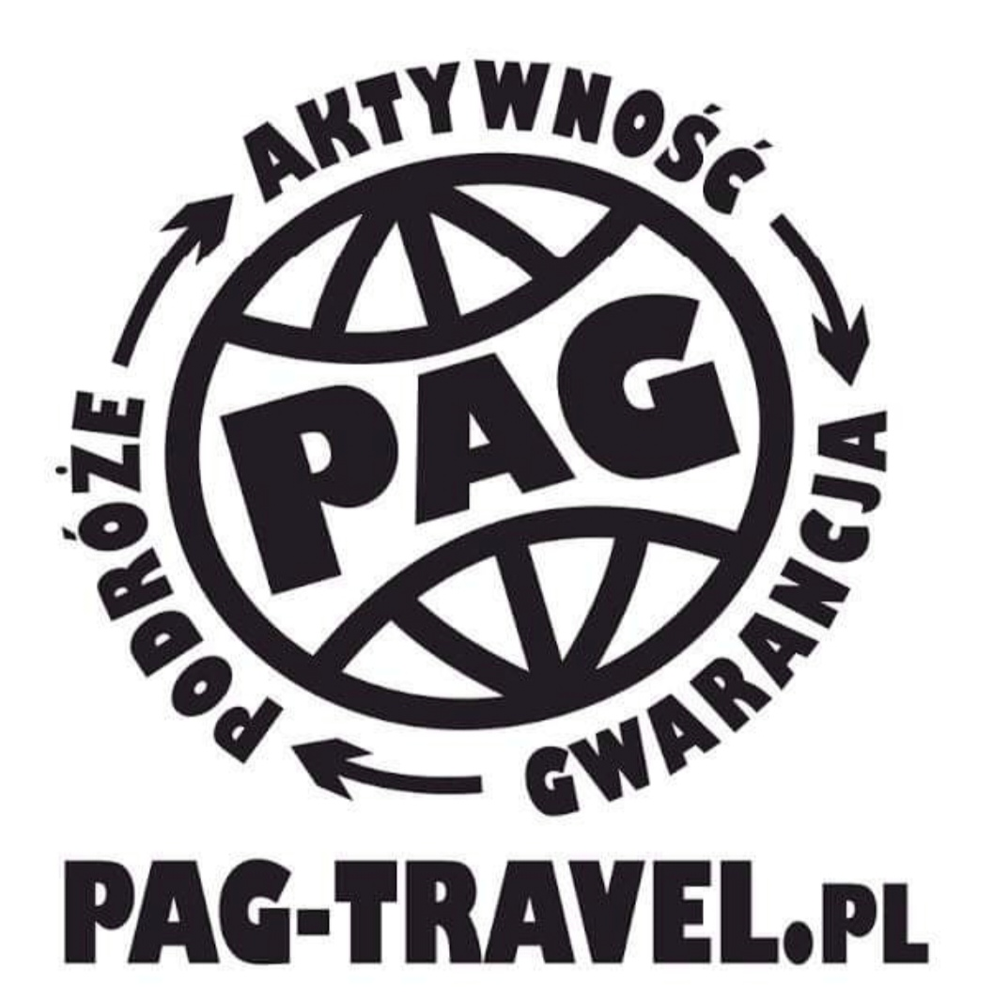 AKTYWNOŚĆ
GWARANCJA
PODRÓŻE
PAG
PAG-TRAVEL.PL